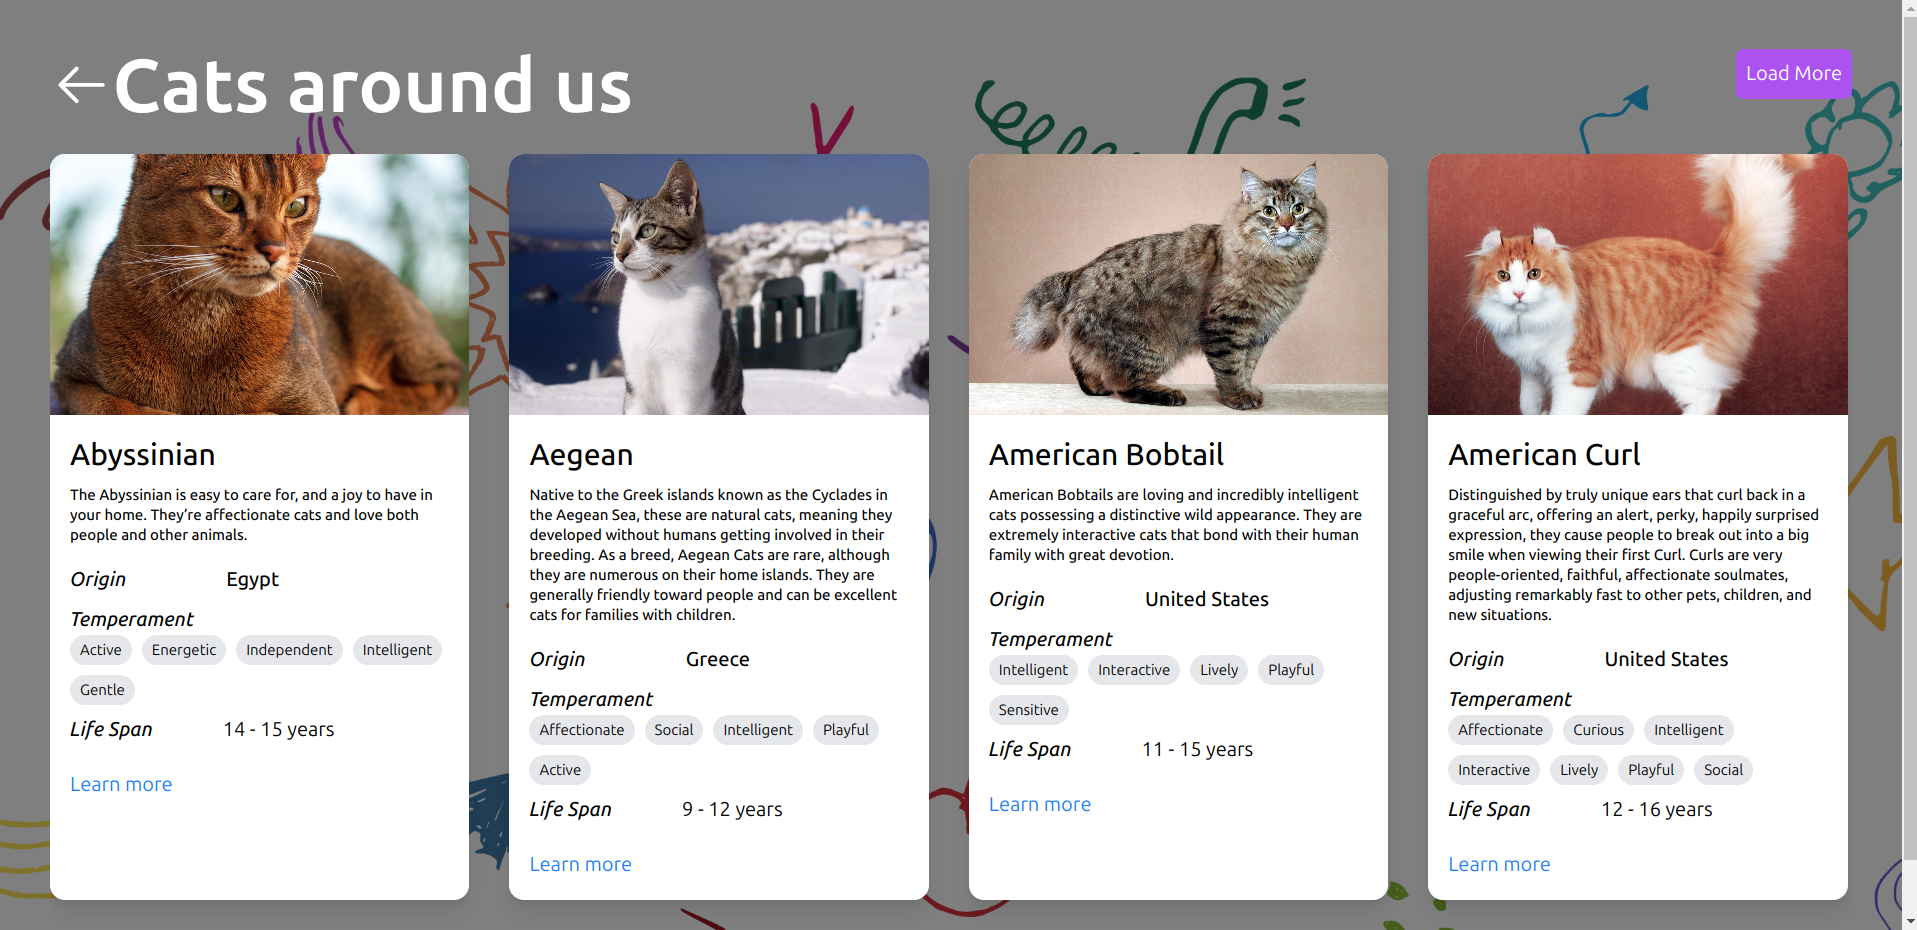 Cats around us
Load More
Abyssinian
The Abyssinian is easy to care for, and a joy to have in
your home. They’re affectionate cats and love both
people and other animals.
Origin Egypt
Temperament
Active Energetic Independent Intelligent
Gentle
Life Span 14 - 15 years
Learn more
Aegean
Native to the Greek islands known as the Cyclades in
the Aegean Sea, these are natural cats, meaning they
developed without humans getting involved in their
breeding. As a breed, Aegean Cats are rare, although
they are numerous on their home islands. They are
generally friendly toward people and can be excellent
cats for families with children.
Origin Greece
Temperament
Affectionate Social Intelligent Playful
Active
Life Span 9 - 12 years
Learn more
American Bobtail
American Bobtails are loving and incredibly intelligent
cats possessing a distinctive wild appearance. They are
extremely interactive cats that bond with their human
family with great devotion.
Origin United States
Temperament
Intelligent Interactive Lively Playful
Sensitive
Life Span 11 - 15 years
Learn more
American Curl
Distinguished by truly unique ears that curl back in a
graceful arc, offering an alert, perky, happily surprised
expression, they cause people to break out into a big
smile when viewing their first Curl. Curls are very
people-oriented, faithful, affectionate soulmates,
adjusting remarkably fast to other pets, children, and
new situations.
Origin United States
Temperament
Affectionate Curious Intelligent
Interactive Lively Playful Social
Life Span 12 - 16 years
Learn more